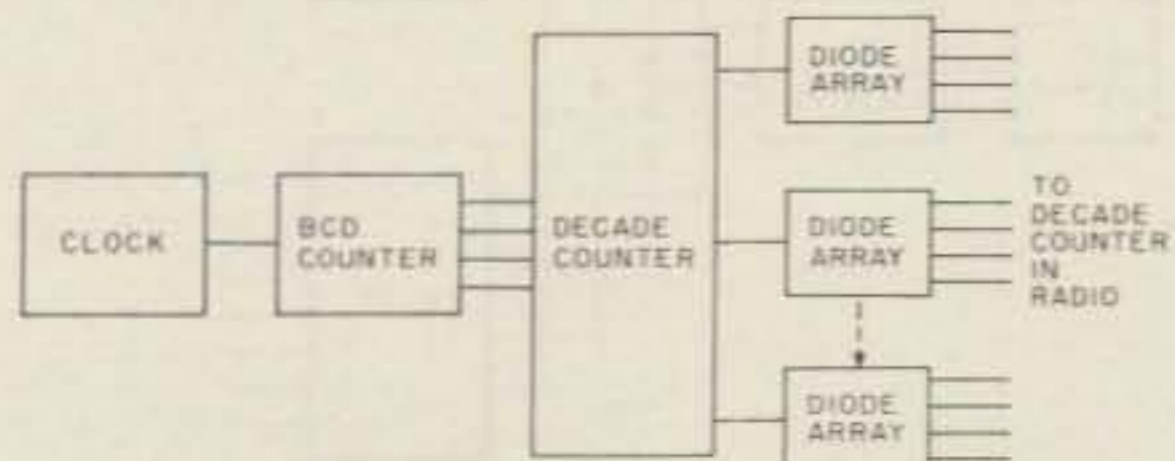 CLOCK
BCD
COUNTER
DECADE
COUNTER
DIODE
ARRAY
DIODE
ARRAY
DIODE
ARRAY
TO
DECADE
COUNTER
IN
RADIO